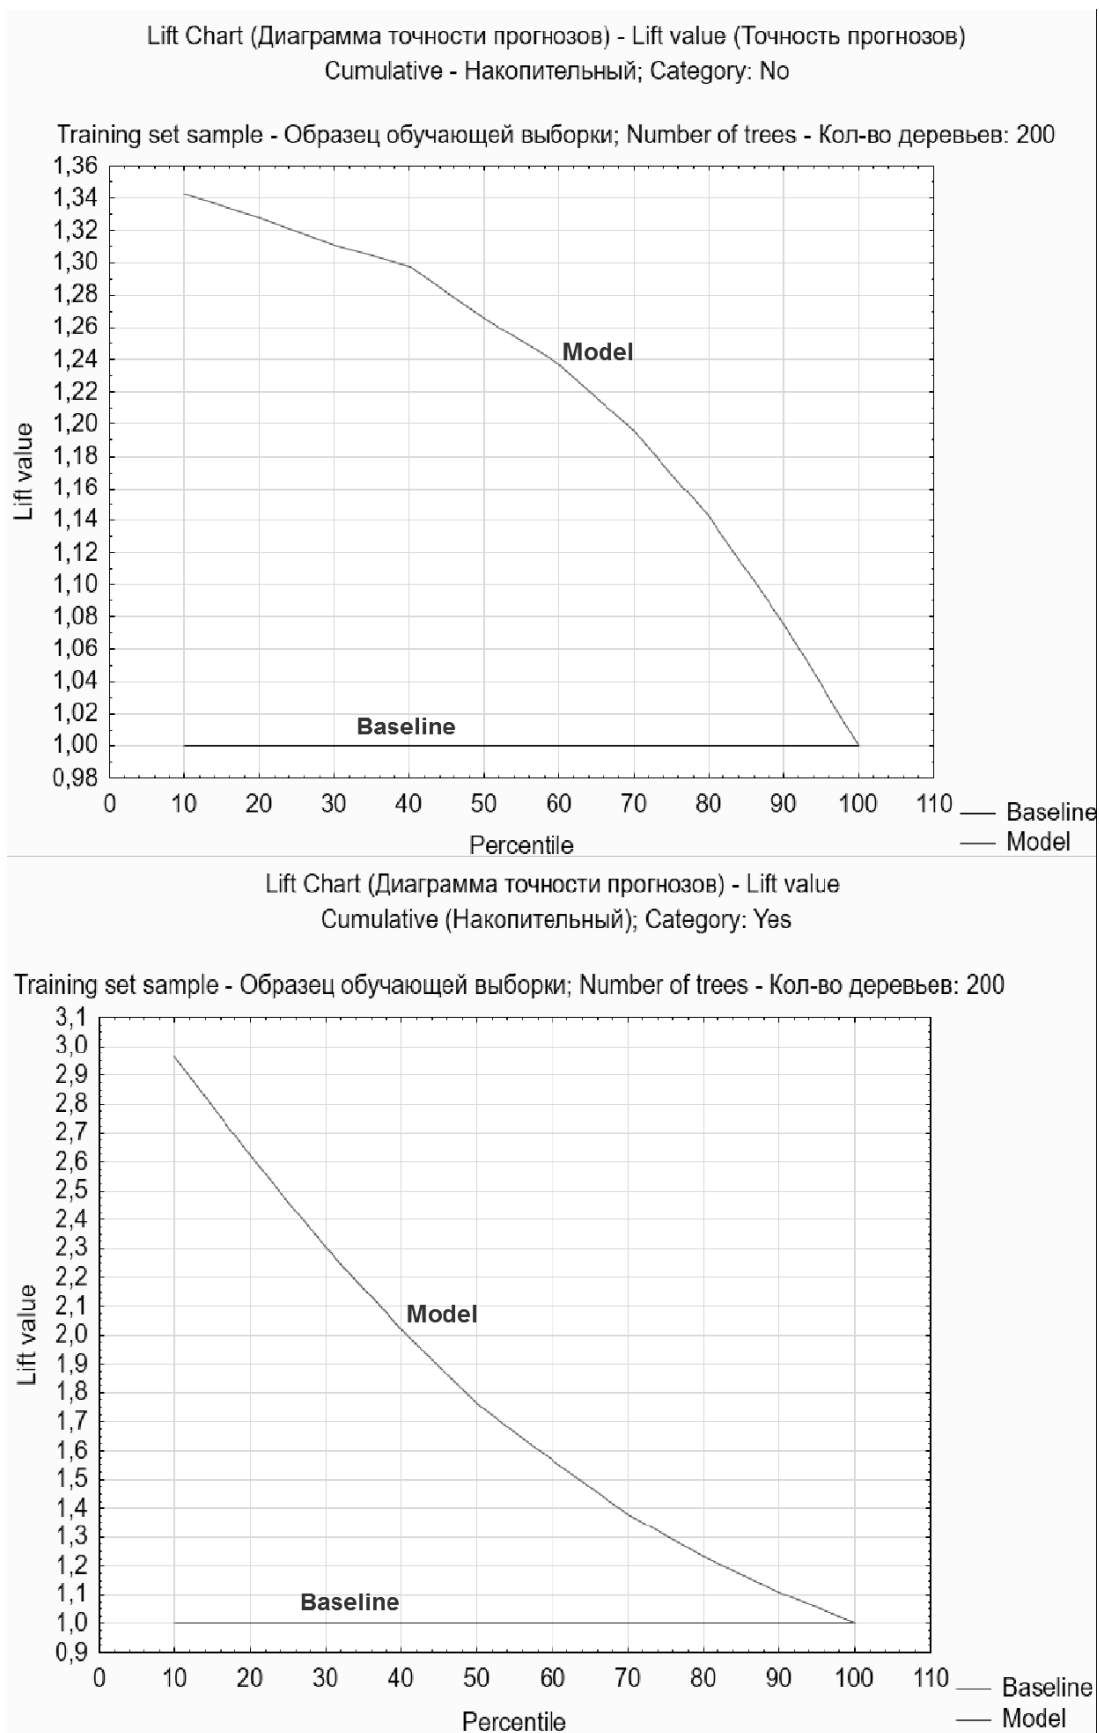 Lift Chart (Диаграмма точности прогнозов) - Lift value (Точность прогнозов)
Cumulative - Накопительный; Category: No
Training set sample - Образец обучающей выборки; Number of trees - Кол-во деревьев: 200
1,36
1,34
1,32
1,30
1,28
1,26
1,24
1,22
1,20
1,18
1,16
1,14
1,12
1,10
1,08
1,06
1,04
1,02
1,00
0,98
Lift value
Model
Baseline
0 10 20 30 40 50 60 70 80 90 100 110
Percentile
Baseline
Model
Lift Chart (Диаграмма точности прогнозов) - Lift value
Cumulative (Накопительный); Category: Yes
Training set sample - Образец обучающей выборки; Number of trees - Кол-во деревьев: 200
3,1
3,0
2,9
2,8
2,7
2,6
2,5
2,4
2,3
2,2
2,1
2,0
1,9
1,8
1,7
1,6
1,5
1,4
1,3
1,2
1,1
1,0
0,9
Lift value
Model
Baseline
0 10 20 30 40 50 60 70 80 90 100 110
Percentile
Baseline
Model